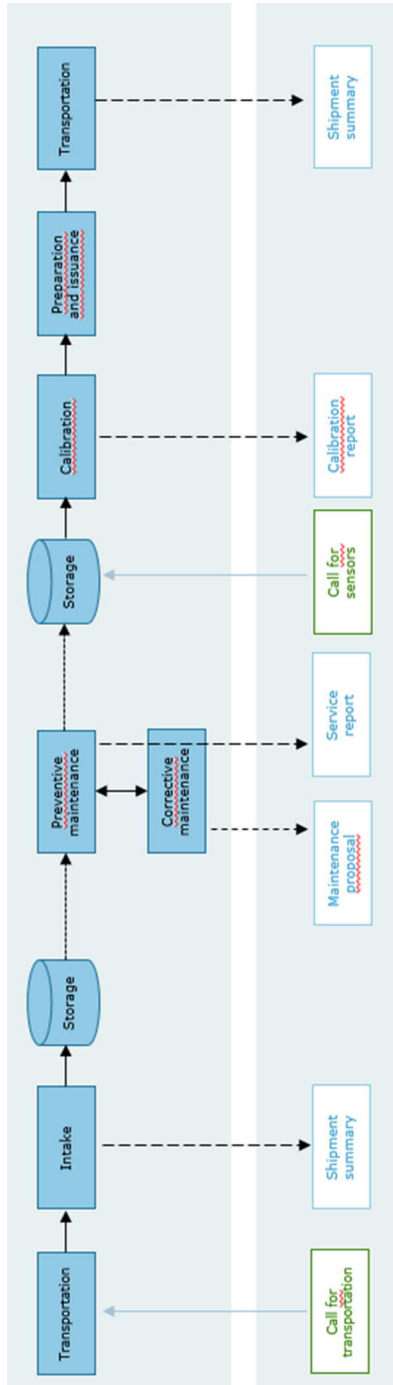 Transportation
Intake
Storage
Preventive
maintenance
Corrective
maintenance
Storage
Calibration
Preparation
and issuance
Transportation
Call for
transportation
Shipment
summary
Maintenance
proposal
Service
report
Call for
sensors
Calibration
report
Shipment
summary